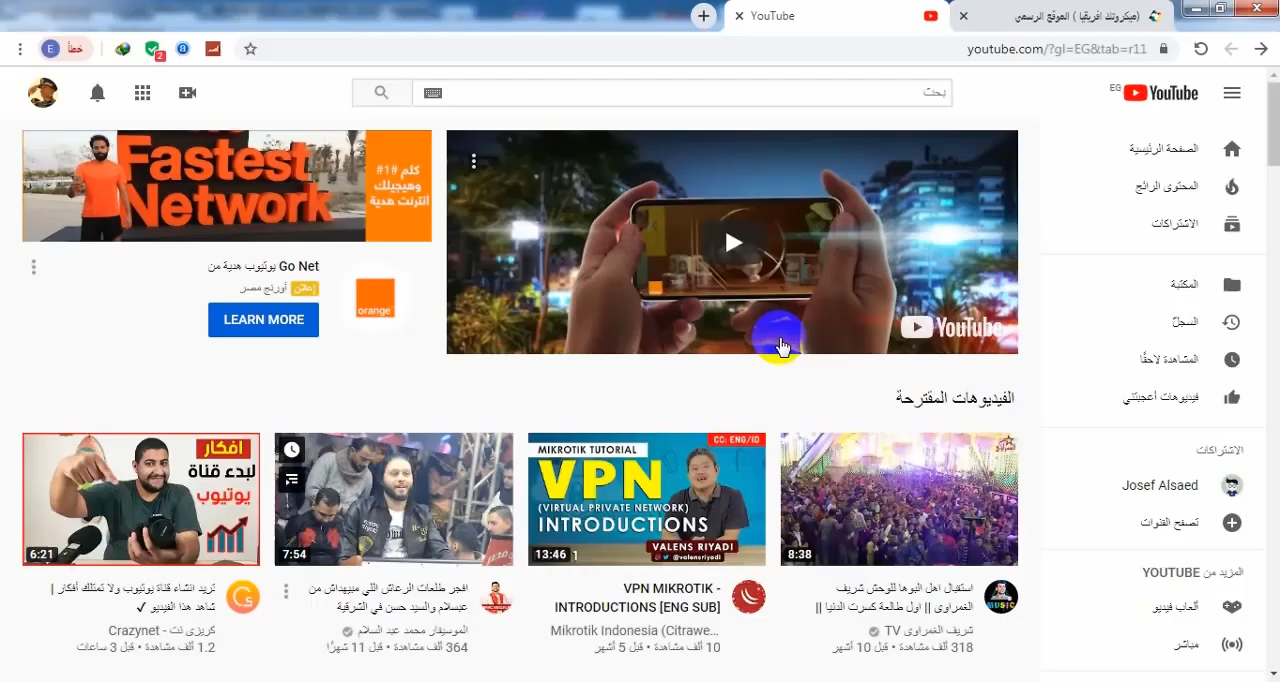 YouTube
(ميكروتك افريقيا ) الموقع الرسمي
خطأ
E
2
youtube.com/?gl=EG&tab=r11
بحث
YouTube
EG
Fastest
Network
كلم #1#
وهيجيلك
انترنت هدية
Go Net يوتيوب هدية من
إعلان أورنج مصر
LEARN MORE
orange
YouTube
الصفحة الرئيسية
المحتوى الرائج
الاشتراكات
المكتبة
السجلّ
المشاهدة لاحقًا
فيديوهات أعجبتني
الاشتراكات
Josef Alsaed
تصفح القنوات
المزيد من YOUTUBE
ألعاب فيديو
مباشر
الفيديوهات المقترحة
8:38
استقبال اهل البوها للوحش شريف
الغمراوى || اول طالعة كسرت الدنيا ||
شريف الغمراوى TV
318 ألف مشاهدة • قبل 10 أشهر
MUSIC
CC: ENG/ID
MIKROTIK TUTORIAL
VPN
(VIRTUAL PRIVATE NETWORK)
INTRODUCTIONS
VALENS RIYADI
@valensriyadi
13:46
VPN MIKROTIK -
INTRODUCTIONS [ENG SUB]
Mikrotik Indonesia (Citrawe...
10 ألف مشاهدة • قبل 5 أشهر
7:54
افجر طلعات الرعاش اللي مبيهداش من
عبسلام والسيد حسن في الشرقية
الموسيقار محمد عبد السلام
364 ألف مشاهدة • قبل 11 شهرًا
افكار
لبدء قناة
يوتيوب
6:21
تريد انشاء قناة يوتيوب ولا تمتلك أفكار |
شاهد هذا الفيديو ✓
كريزي نت - Crazynet
1.2 ألف مشاهدة • قبل 3 ساعات